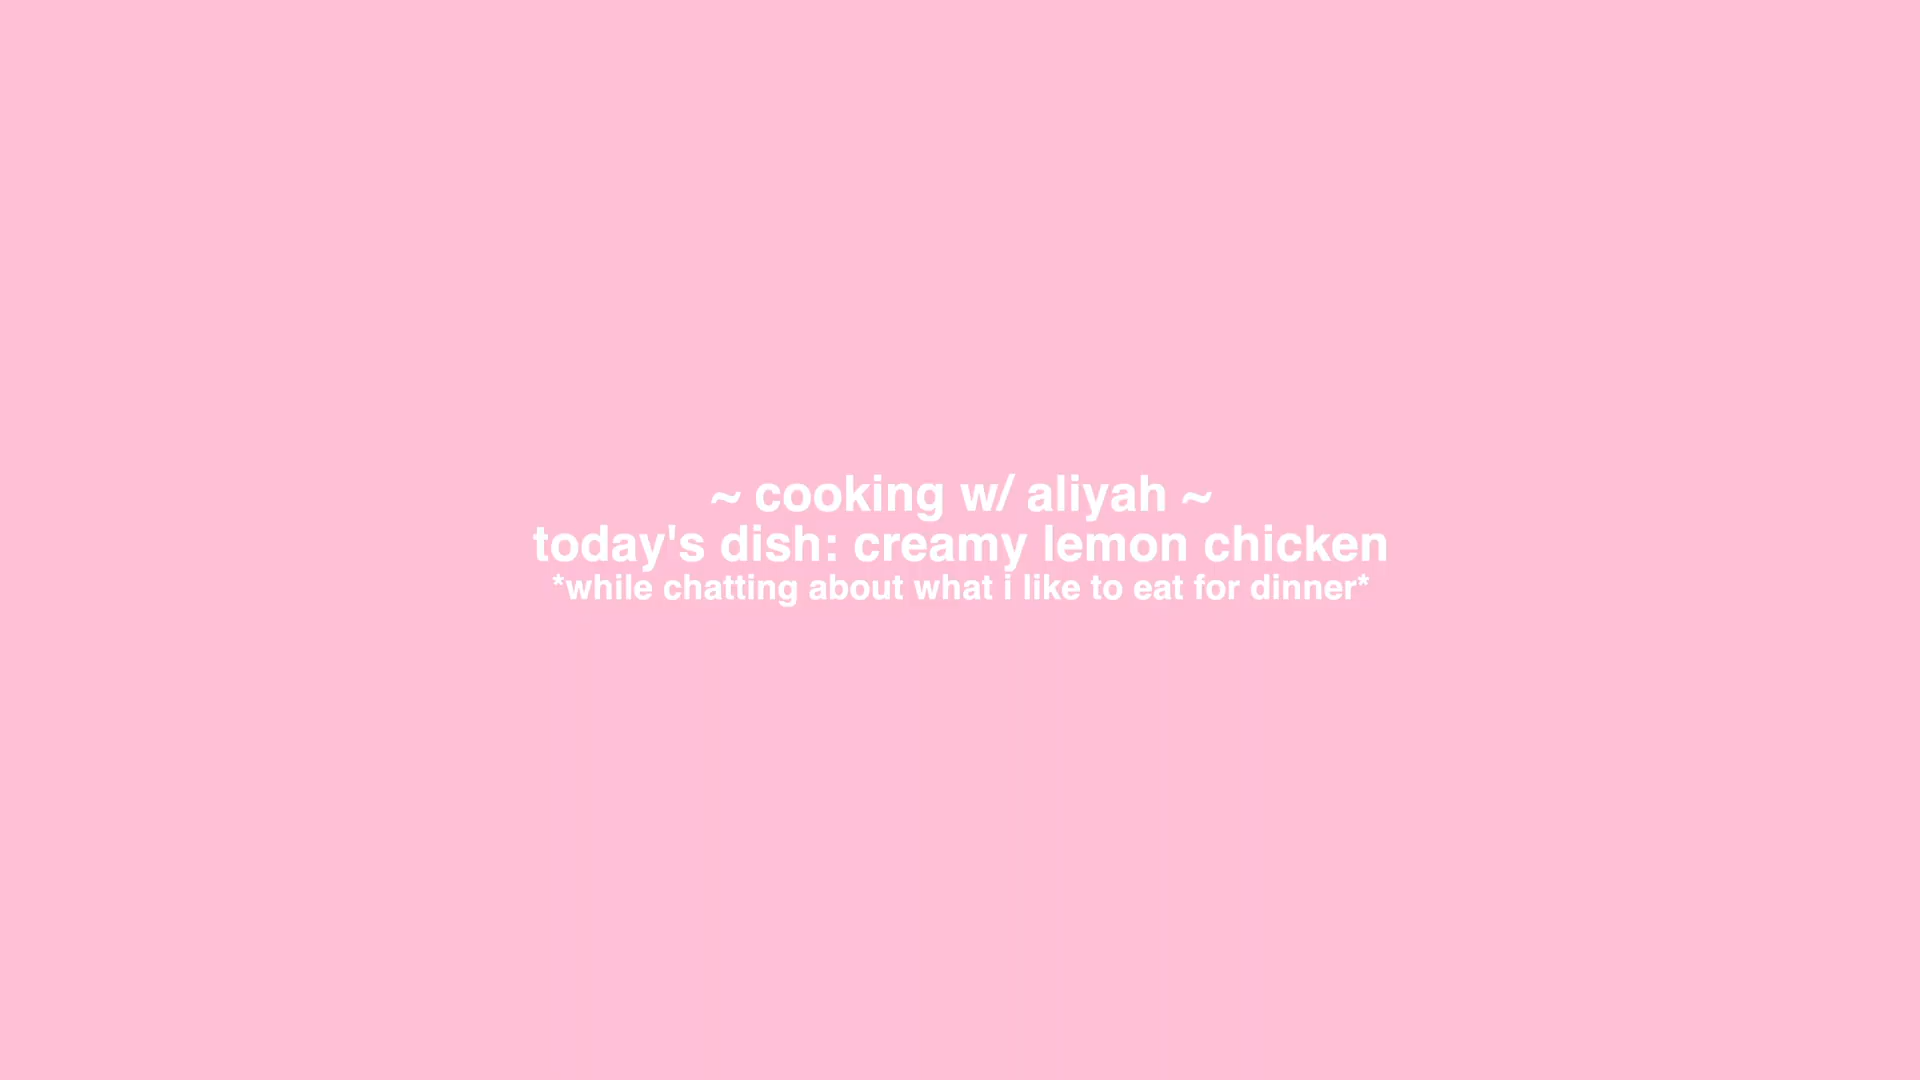 ~ cooking w/ aliyah ~
today's dish: creamy lemon chicken
*while chatting about what i like to eat for dinner*